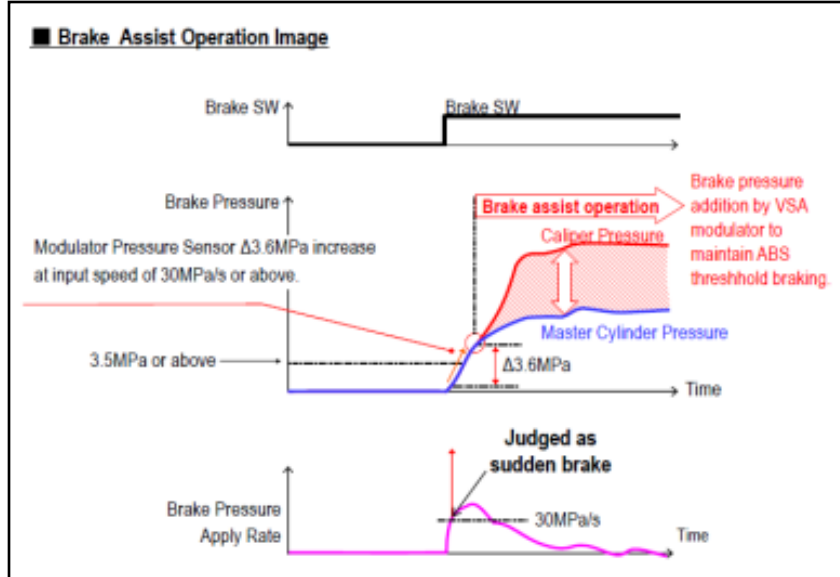 ■ Brake Assist Operation Image
Brake SW
Brake SW
Brake Pressure
Brake assist operation
Brake pressure
addition by VSA
modulator to
maintain ABS
threshhold braking.
Caliper Pressure
Modulator Pressure Sensor Δ3.6MPa increase
at input speed of 30MPa/s or above.
Master Cylinder Pressure
3.5MPa or above
Δ3.6MPa
Time
Judged as
sudden brake
Brake Pressure
Apply Rate
30MPa/s
Time